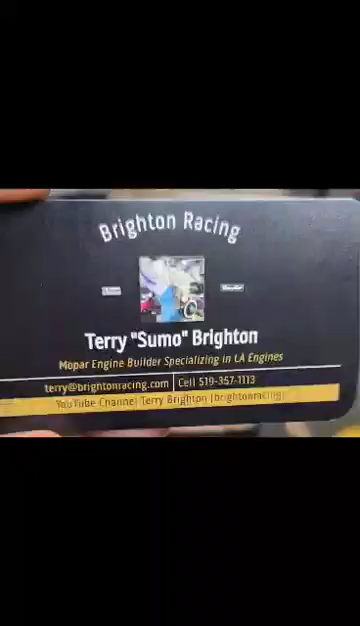 Brighton Racing
Terry "Sumo" Brighton
Mopar Engine Builder Specializing in LA Engines
terry@brightonracing.com | Cell 519-357-1113
YouTube Channel Terry Brighton (brightonracing)